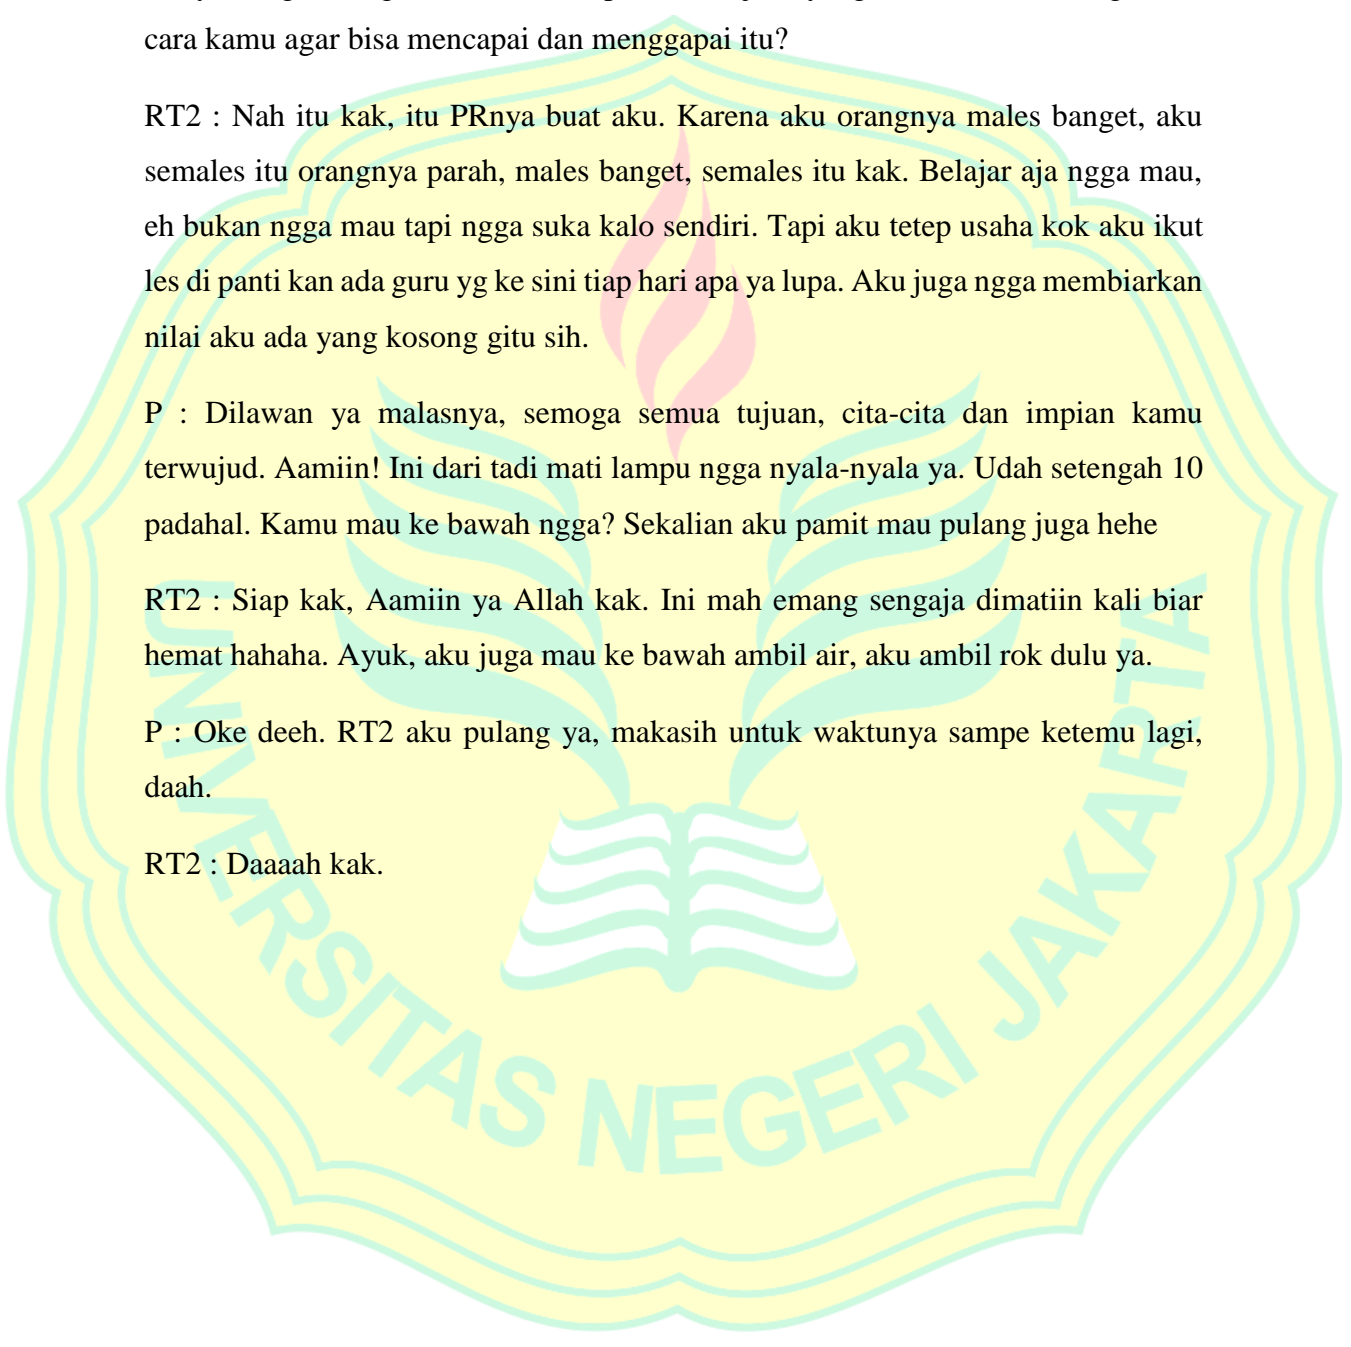 cara kamu agar bisa mencapai dan menggapai itu?
RT2 : Nah itu kak, itu PRnya buat aku. Karena aku orangnya males banget, aku
semales itu orangnya parah, males banget, semales itu kak. Belajar aja ngga mau,
eh bukan ngga mau tapi ngga suka kalo sendiri. Tapi aku tetep usaha kok aku ikut
les di panti kan ada guru yg ke sini tiap hari apa ya lupa. Aku juga ngga membiarkan
nilai aku ada yang kosong gitu sih.
P : Dilawan ya malasnya, semoga semua tujuan, cita-cita dan impian kamu
terwujud. Aamiin! Ini dari tadi mati lampu ngga nyala-nyala ya. Udah setengah 10
padahal. Kamu mau ke bawah ngga? Sekalian aku pamit mau pulang juga hehe
RT2 : Siap kak, Aamiin ya Allah kak. Ini mah emang sengaja dimatiin kali biar
hemat hahaha. Ayuk, aku juga mau ke bawah ambil air, aku ambil rok dulu ya.
P : Oke deeh. RT2 aku pulang ya, makasih untuk waktunya sampe ketemu lagi,
daah.
RT2 : Daaaah kak.
UNIVERSITAS NEGERI JAKARTA